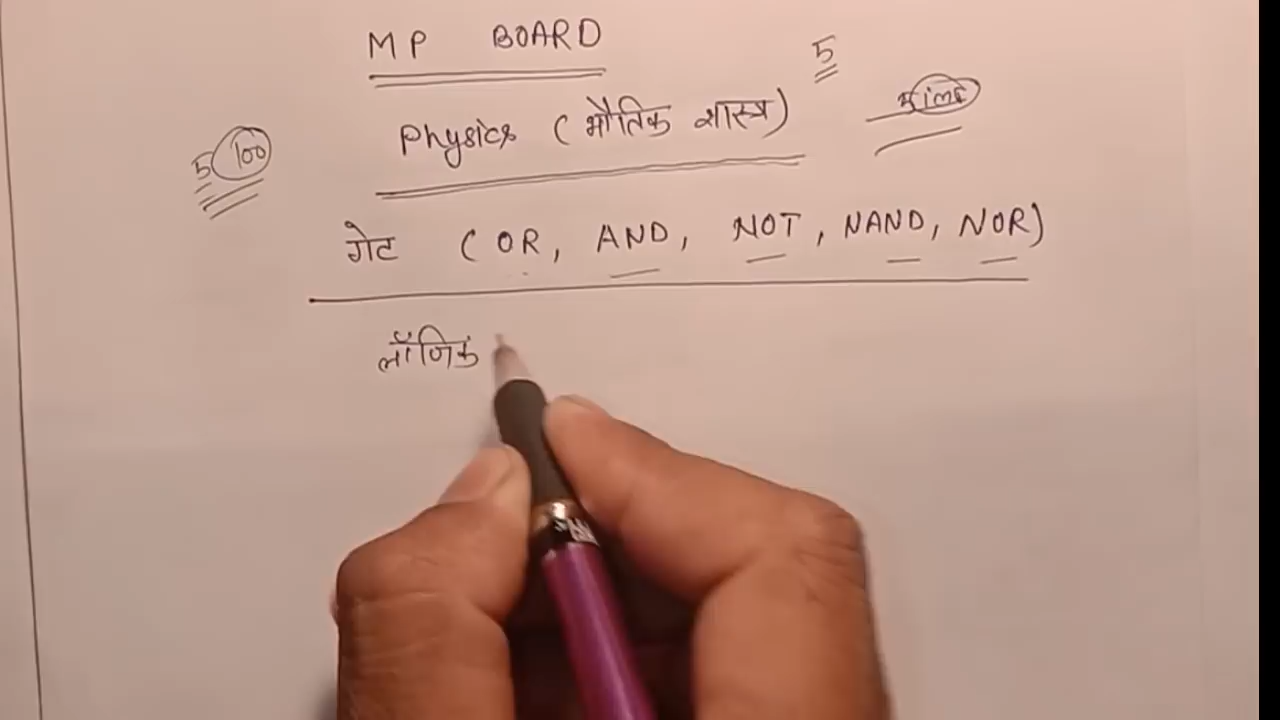 MP BOARD
5
Physics (भौतिक शास्त्र)
5 100
गेट (OR, AND, NOT, NAND, NOR)
लॉजिक